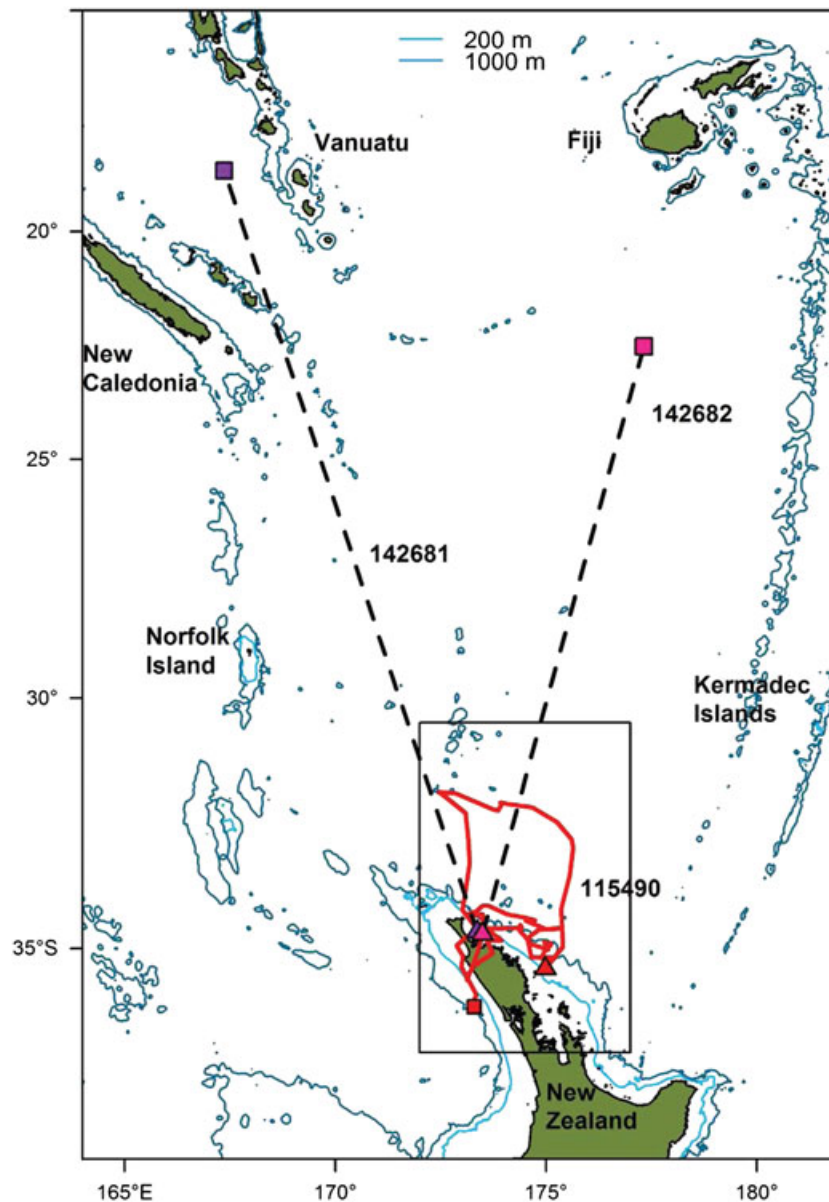 200 m
1000 m
Vanuatu
Fiji
20°
New
Caledonia
142682
25°
142681
Norfolk
Island
30°
Kermadec
Islands
115490
35°S
New
Zealand
165°E
170°
175°
180°